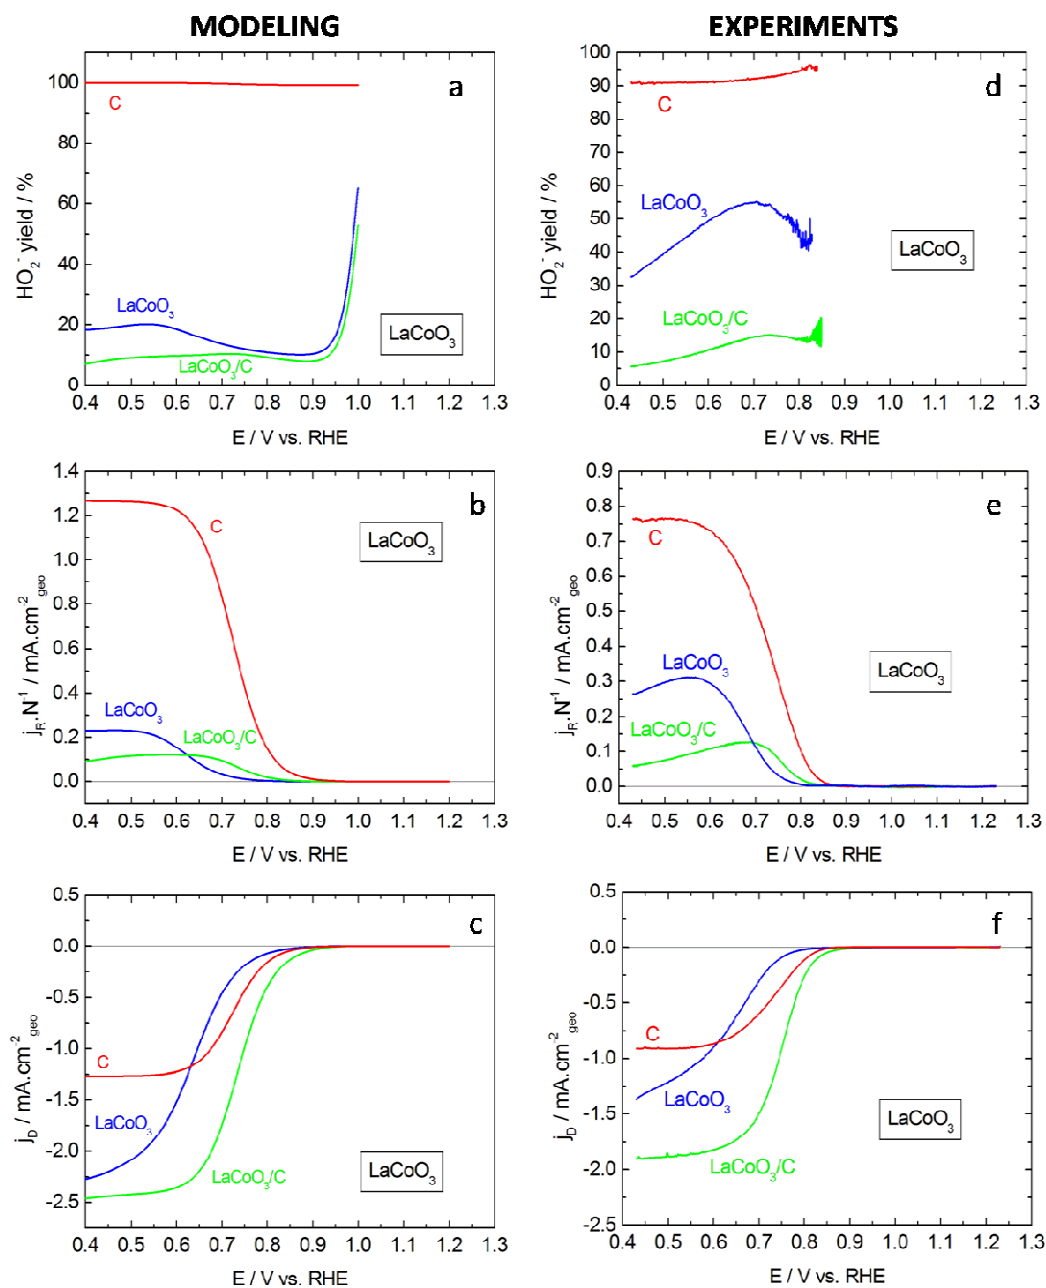 MODELING
EXPERIMENTS
a
C
LaCoO3
LaCoO3/C
LaCoO3
HO2- yield / %
100
80
60
40
20
0
0.4 0.5 0.6 0.7 0.8 0.9 1.0 1.1 1.2 1.3
E / V vs. RHE
d
C
LaCoO3
LaCoO3/C
LaCoO3
HO2- yield / %
100
90
80
70
60
50
40
30
20
10
0
0.4 0.5 0.6 0.7 0.8 0.9 1.0 1.1 1.2 1.3
E / V vs. RHE
b
C
LaCoO3
LaCoO3/C
LaCoO3
jR.N-1 / mA.cm-2geo
1.4
1.2
1.0
0.8
0.6
0.4
0.2
0.0
0.4 0.5 0.6 0.7 0.8 0.9 1.0 1.1 1.2 1.3
E / V vs. RHE
e
C
LaCoO3
LaCoO3/C
LaCoO3
jR.N-1 / mA.cm-2geo
0.9
0.8
0.7
0.6
0.5
0.4
0.3
0.2
0.1
0.0
0.4 0.5 0.6 0.7 0.8 0.9 1.0 1.1 1.2 1.3
E / V vs. RHE
c
C
LaCoO3
LaCoO3/C
LaCoO3
jD / mA.cm-2geo
0.5
0.0
-0.5
-1.0
-1.5
-2.0
-2.5
0.4 0.5 0.6 0.7 0.8 0.9 1.0 1.1 1.2 1.3
E / V vs. RHE
f
C
LaCoO3
LaCoO3/C
LaCoO3
jD / mA.cm-2geo
0.5
0.0
-0.5
-1.0
-1.5
-2.0
-2.5
0.4 0.5 0.6 0.7 0.8 0.9 1.0 1.1 1.2 1.3
E / V vs. RHE